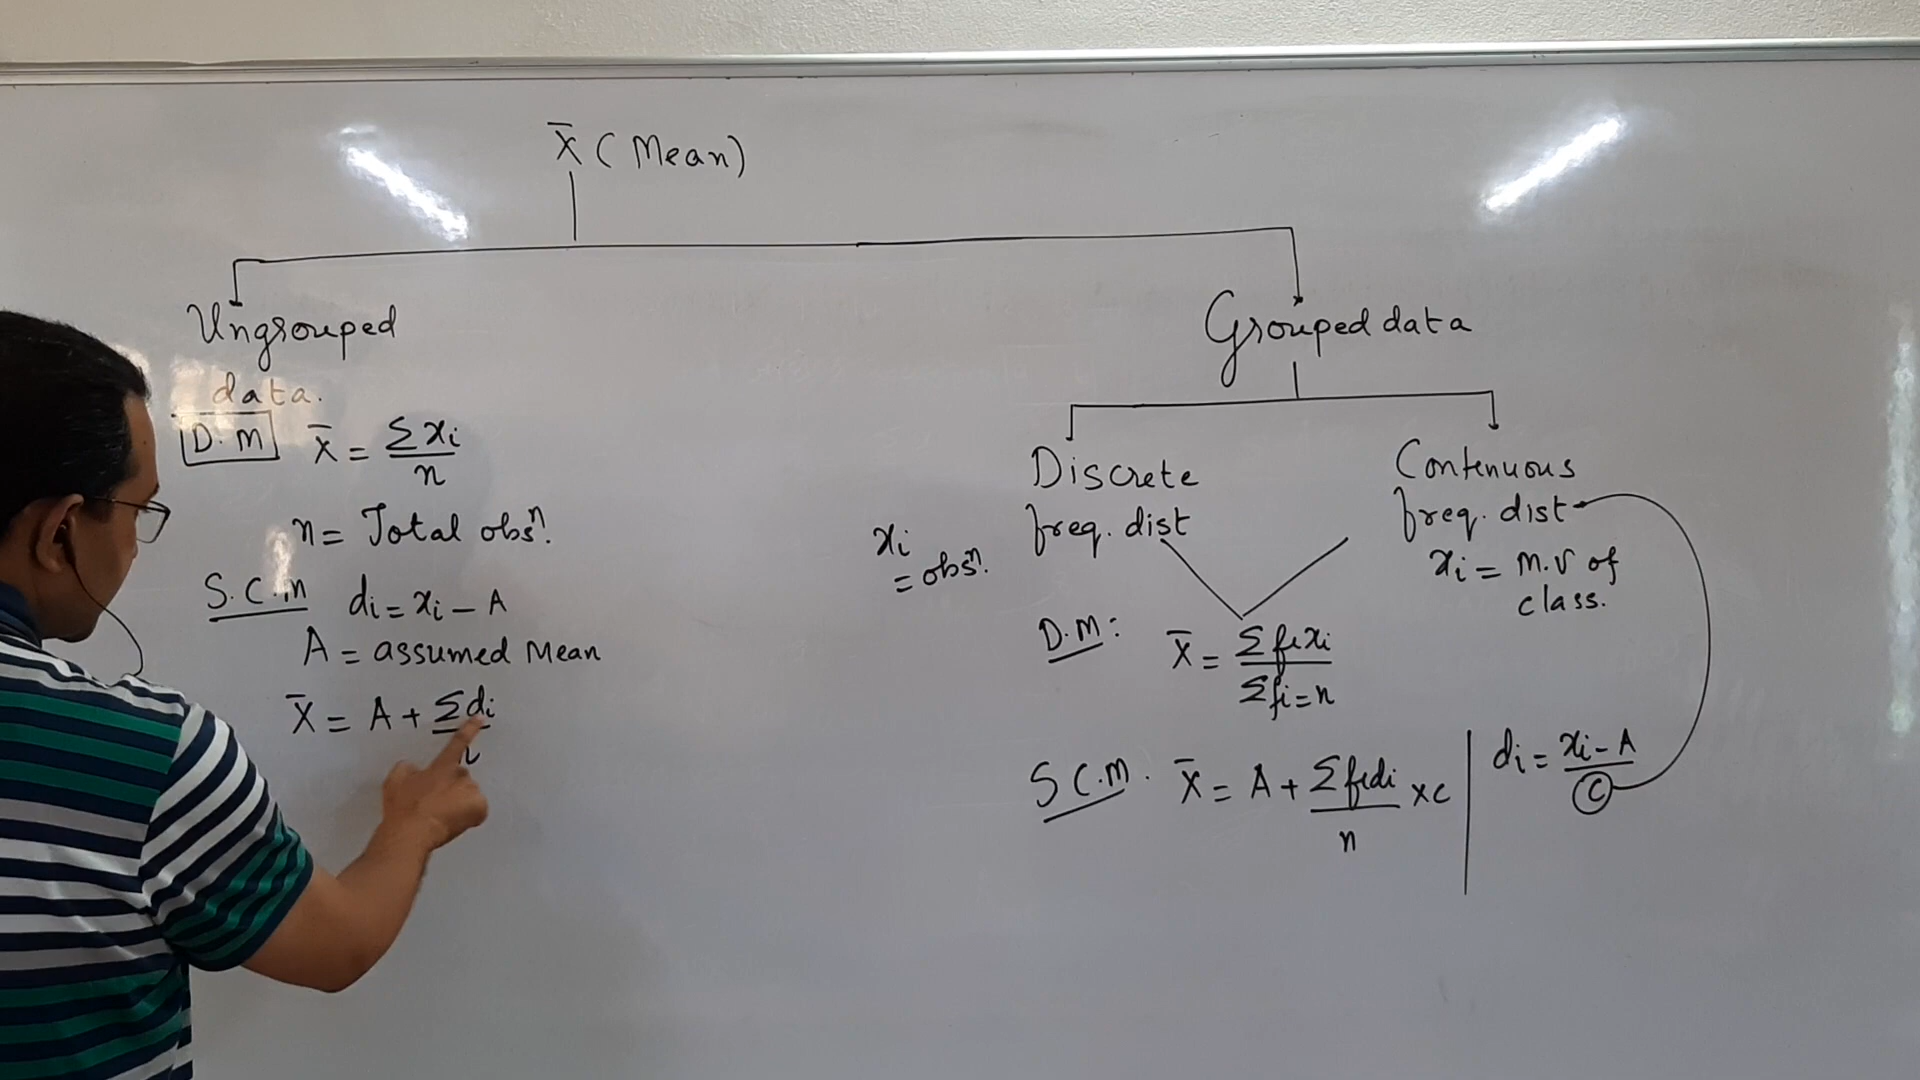 X̄ (Mean)
Ungrouped
data.
D.M X̄ = Σxi/n
n = Total obsⁿ.
S.C.M di = xi - A
A = assumed Mean
X̄ = A + Σdi/n
Grouped data
Discrete
freq. dist
xi
= obsⁿ.
Contenuous
freq. dist
xi = m.v of
class.
D.M: X̄ = Σfixi/Σfi=n
S.C.M. X̄ = A + Σfidi/n ×c
di = xi - A/C